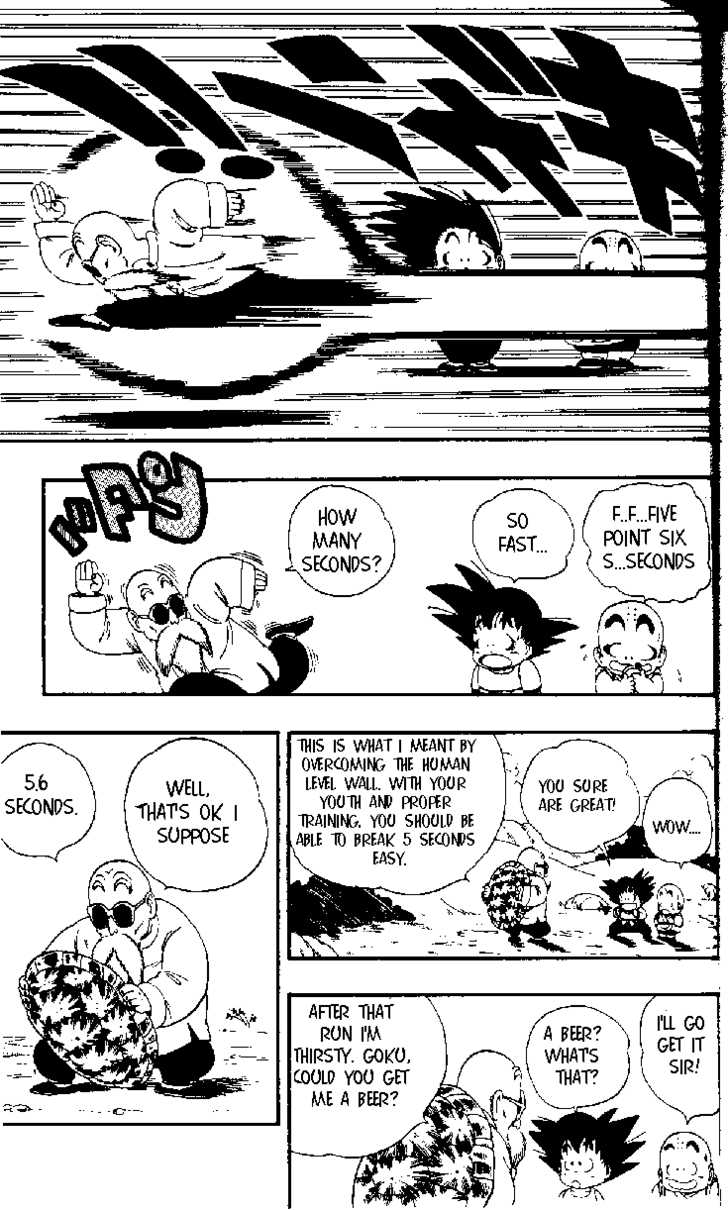 HOW
MANY
SECONDS?
SO
FAST...
F..F...FIVE
POINT SIX
S...SECONDS
5.6
SECONDS.
WELL,
THAT'S OK I
SUPPOSE
THIS IS WHAT I MEANT BY
OVERCOMING THE HUMAN
LEVEL WALL. WITH YOUR
YOUTH AND PROPER
TRAINING. YOU SHOULD BE
ABLE TO BREAK 5 SECONDS
EASY.
YOU SURE
ARE GREAT!
WOW....
AFTER THAT
RUN I'M
THIRSTY. GOKU,
COULD YOU GET
ME A BEER?
A BEER?
WHAT'S
THAT?
I'LL GO
GET IT
SIR!